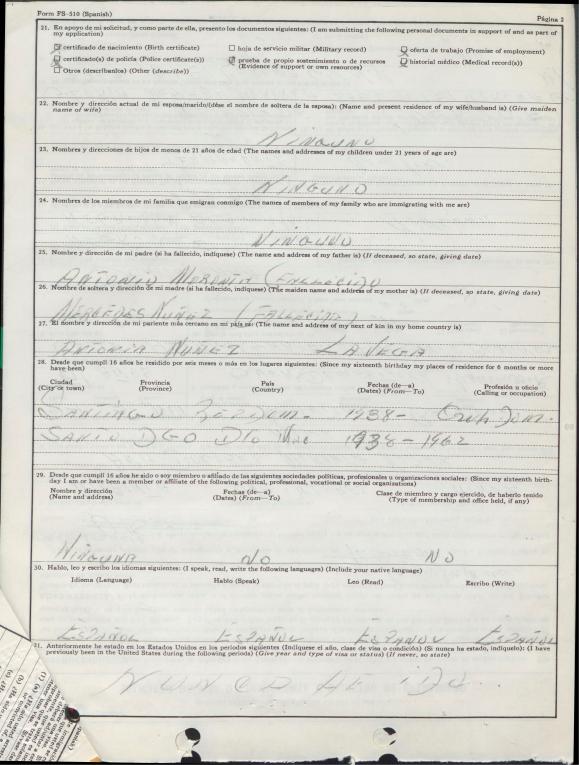 Form FS-510 (Spanish)
Página 2
21. En apoyo de mi solicitud, y como parte de ella, presento los documentos siguientes: (I am submitting the following personal documents in support of and as part of
my application)
certificado de nacimiento (Birth certificate)
hoja de servicio militar (Military record)
oferta de trabajo (Promise of employment)
certificado(s) de policía (Police certificate(s))
prueba de propio sostenimiento o de recursos
(Evidence of support or own resources)
historial médico (Medical record(s))
Otros (descríbanlos) (Other (describe))
22. Nombre y dirección actual de mi esposa/marido/(dése el nombre de soltera de la esposa): (Name and present residence of my wife/husband is) (Give maiden
name of wife)
NINGUNO
23. Nombres y direcciones de hijos de menos de 21 años de edad (The names and addresses of my children under 21 years of age are)
NINGUNO
24. Nombres de los miembros de mi familia que emigran conmigo (The names of members of my family who are immigrating with me are)
NINGUNO
25. Nombre y dirección de mi padre (si ha fallecido, indíquese) (The name and address of my father is) (If deceased, so state, giving date)
ANTONIO (FALLECIDO
26. Nombre de soltera y dirección de mi madre (si ha fallecido, indíquese) (The maiden name and address of my mother is) (If deceased, so state, giving date)
MERCEDES NUÑEZ (FALLECIDA)
27. El nombre y dirección de mi pariente más cercano en mi país es: (The name and address of my next of kin in my home country is)
ANTONIA NUNEZ LA VEGA
28. Desde que cumplí 16 años he residido por seis meses o más en los lugares siguientes: (Since my sixteenth birthday my places of residence for 6 months or more
have been)
Ciudad Provincia País Fechas (de—a) Profesión u oficio
(City or town) (Province) (Country) (Dates) (From—To) (Calling or occupation)
SANTIAGO 1938-
SANTO DGO 1938-1962
29. Desde que cumplí 16 años he sido o soy miembro o afiliado de las siguientes sociedades políticas, profesionales u organizaciones sociales: (Since my sixteenth birth-
day I am or have been a member or affiliate of the following political, professional, vocational or social organizations)
Nombre y dirección Fechas (de—a) Clase de miembro y cargo ejercido, de haberlo tenido
(Name and address) (Dates) (From—To) (Type of membership and office held, if any)
NINGUNA NO NO
30. Hablo, leo y escribo los idiomas siguientes: (I speak, read, write the following languages) (Include your native language)
Idioma (Language) Hablo (Speak) Leo (Read) Escribo (Write)
ESPAÑOL ESPAÑOL ESPAÑOL ESPAÑOL
31. Anteriormente he estado en los Estados Unidos en los períodos siguientes (Indíquese el año, clase de visa o condición) (Si nunca ha estado, indíquelo): (I have
previously been in the United States during the following periods) (Give year and type of visa or status) (If never, so state)
NUNCA HE IDO